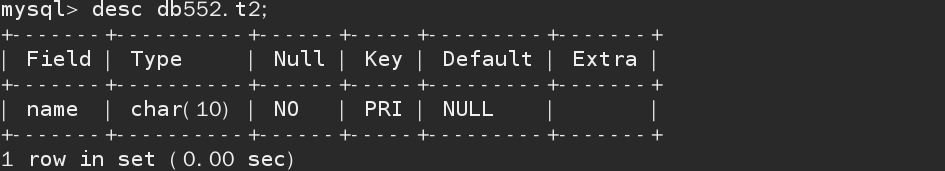 mysql> desc db552.t2;
+-------+----------+------+-----+---------+-------+
| Field | Type     | Null | Key | Default | Extra |
+-------+----------+------+-----+---------+-------+
| name  | char(10) | NO   | PRI | NULL    |       |
+-------+----------+------+-----+---------+-------+
1 row in set (0.00 sec)